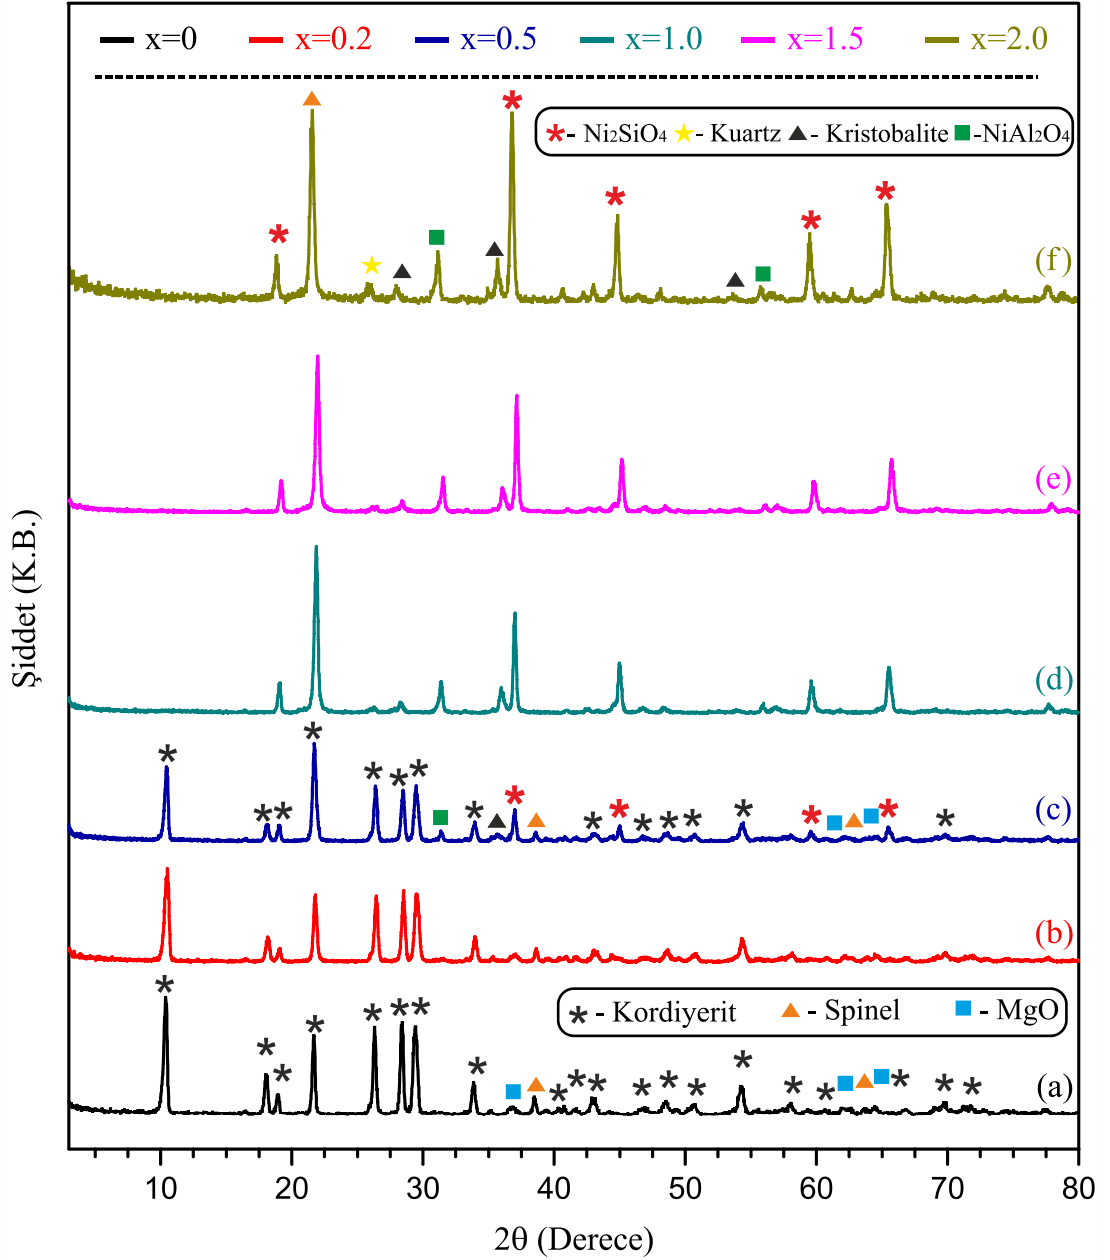 x=0 x=0.2 x=0.5 x=1.0 x=1.5 x=2.0
*- Ni2SiO4 ★- Kuartz ▲- Kristobalite ■-NiAl2O4
(f)
(e)
(d)
(c)
(b)
* - Kordiyerit ▲ - Spinel ■ - MgO
(a)
Şiddet (K.B.)
10 20 30 40 50 60 70 80
2θ (Derece)